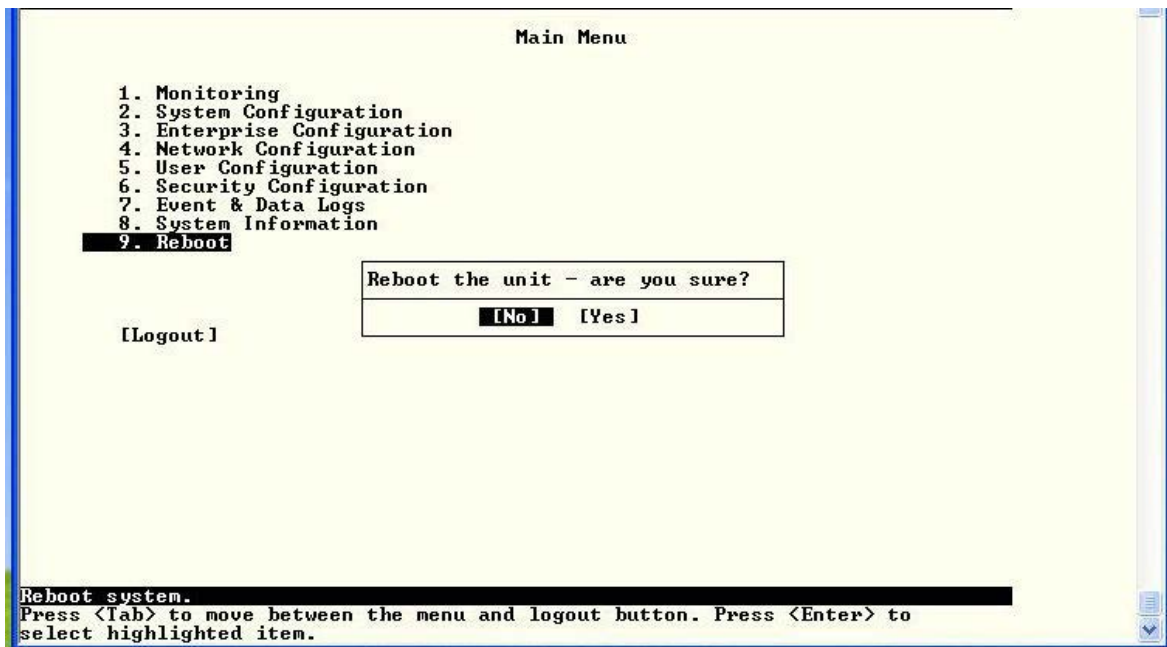 Main Menu
1. Monitoring
2. System Configuration
3. Enterprise Configuration
4. Network Configuration
5. User Configuration
6. Security Configuration
7. Event & Data Logs
8. System Information
9. Reboot
Reboot the unit - are you sure?
[No] [Yes]
[Logout]
Reboot system.
Press <Tab> to move between the menu and logout button. Press <Enter> to
select highlighted item.